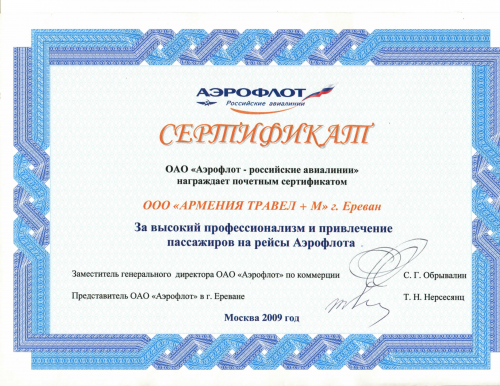 АЭРОФЛОТ
Российские авиалинии
СЕРТИФИКАТ
ОАО «Аэрофлот - российские авиалинии»
награждает почетным сертификатом
ООО «АРМЕНИЯ ТРАВЕЛ + М» г. Ереван
За высокий профессионализм и привлечение
пассажиров на рейсы Аэрофлота
Заместитель генерального директора ОАО «Аэрофлот» по коммерции С. Г. Обрывалин
Представитель ОАО «Аэрофлот» в г. Ереване Т. Н. Нерсесянц
Москва 2009 год